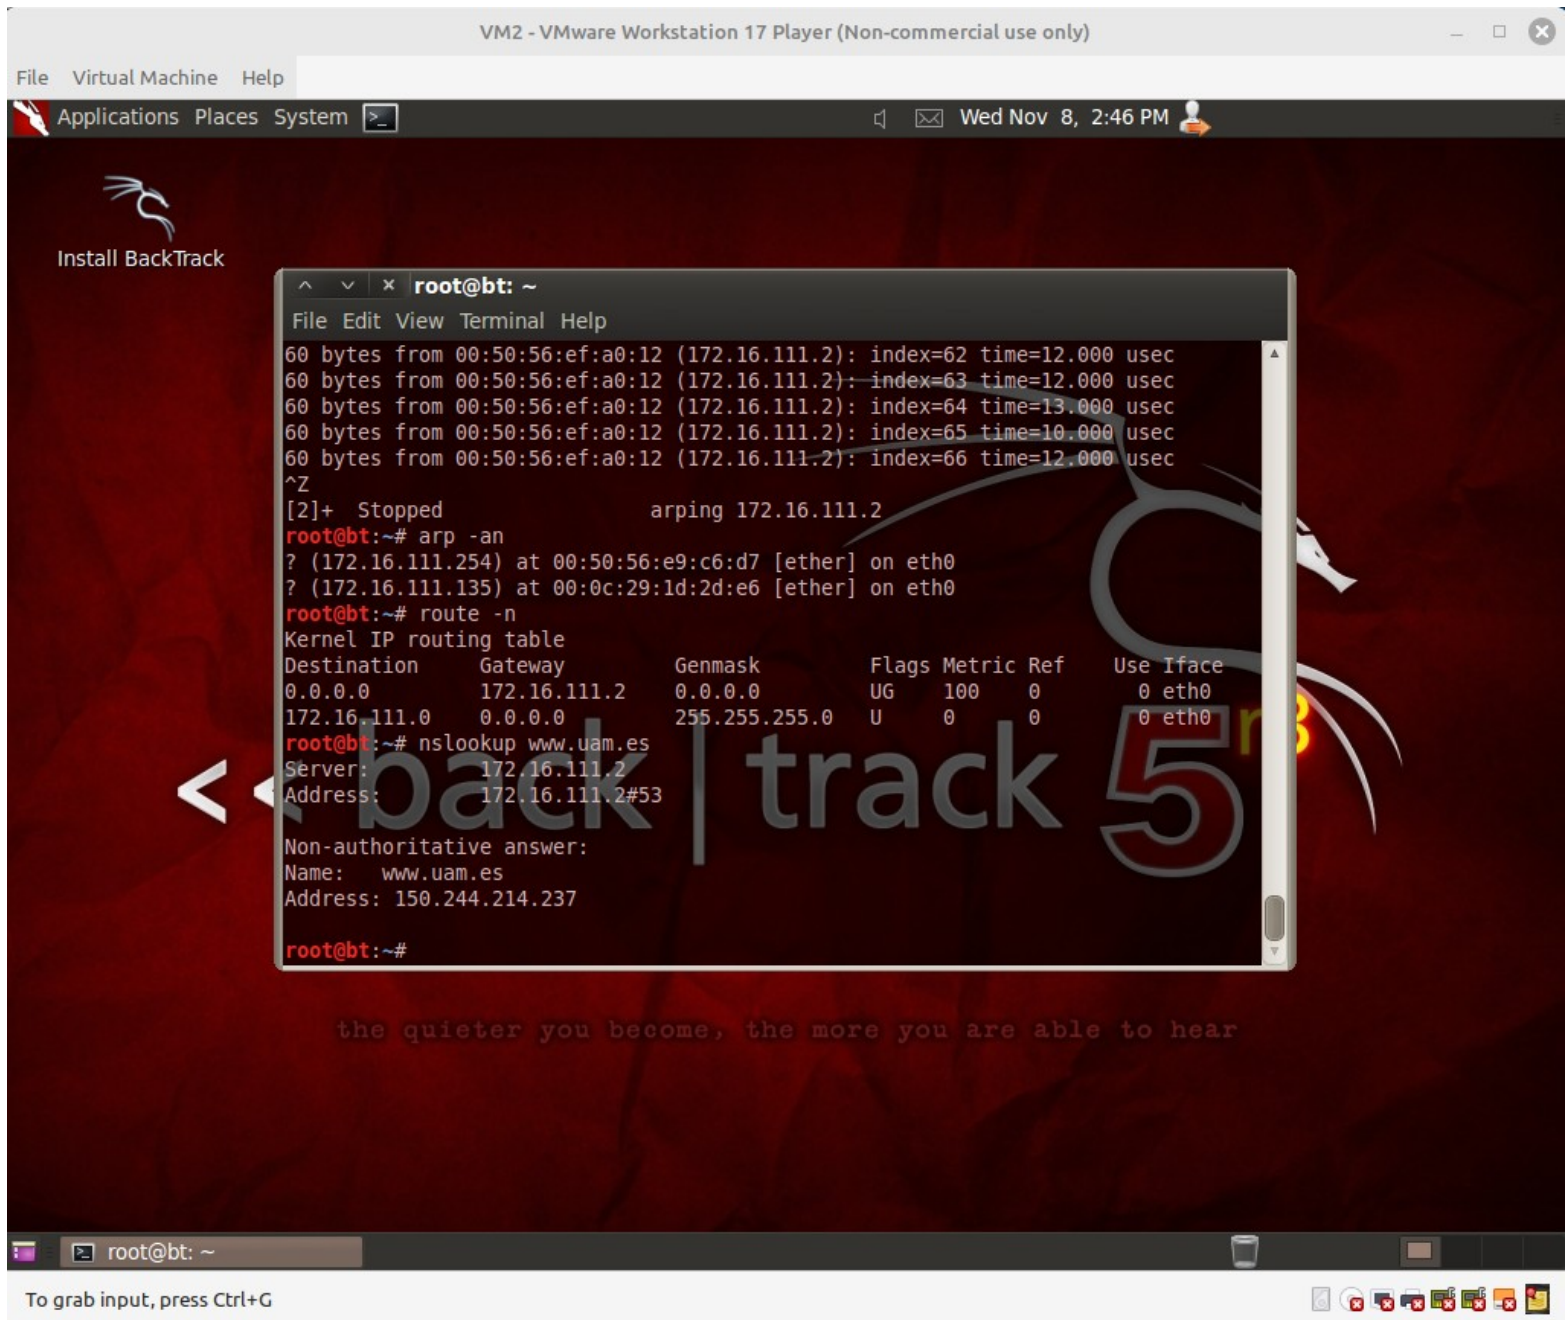 VM2 - VMware Workstation 17 Player (Non-commercial use only)
File Virtual Machine Help
Applications Places System Wed Nov 8, 2:46 PM
Install BackTrack
root@bt: ~
File Edit View Terminal Help
60 bytes from 00:50:56:ef:a0:12 (172.16.111.2): index=62 time=12.000 usec
60 bytes from 00:50:56:ef:a0:12 (172.16.111.2): index=63 time=12.000 usec
60 bytes from 00:50:56:ef:a0:12 (172.16.111.2): index=64 time=13.000 usec
60 bytes from 00:50:56:ef:a0:12 (172.16.111.2): index=65 time=10.000 usec
60 bytes from 00:50:56:ef:a0:12 (172.16.111.2): index=66 time=12.000 usec
^Z
[2]+  Stopped                 arping 172.16.111.2
root@bt:~# arp -an
? (172.16.111.254) at 00:50:56:e9:c6:d7 [ether] on eth0
? (172.16.111.135) at 00:0c:29:1d:2d:e6 [ether] on eth0
root@bt:~# route -n
Kernel IP routing table
Destination     Gateway         Genmask         Flags Metric Ref    Use Iface
0.0.0.0         172.16.111.2    0.0.0.0         UG    100    0        0 eth0
172.16.111.0    0.0.0.0         255.255.255.0   U     0      0        0 eth0
root@bt:~# nslookup www.uam.es
Server:         172.16.111.2
Address:        172.16.111.2#53
Non-authoritative answer:
Name:   www.uam.es
Address: 150.244.214.237
root@bt:~#
<< back | track 5 r3
the quieter you become, the more you are able to hear
root@bt: ~
To grab input, press Ctrl+G